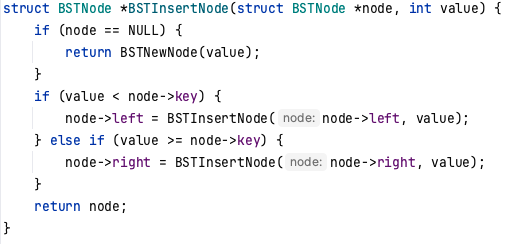 struct BSTNode *BSTInsertNode(struct BSTNode *node, int value) {
    if (node == NULL) {
        return BSTNewNode(value);
    }
    if (value < node->key) {
        node->left = BSTInsertNode( node: node->left, value);
    } else if (value >= node->key) {
        node->right = BSTInsertNode( node: node->right, value);
    }
    return node;
}